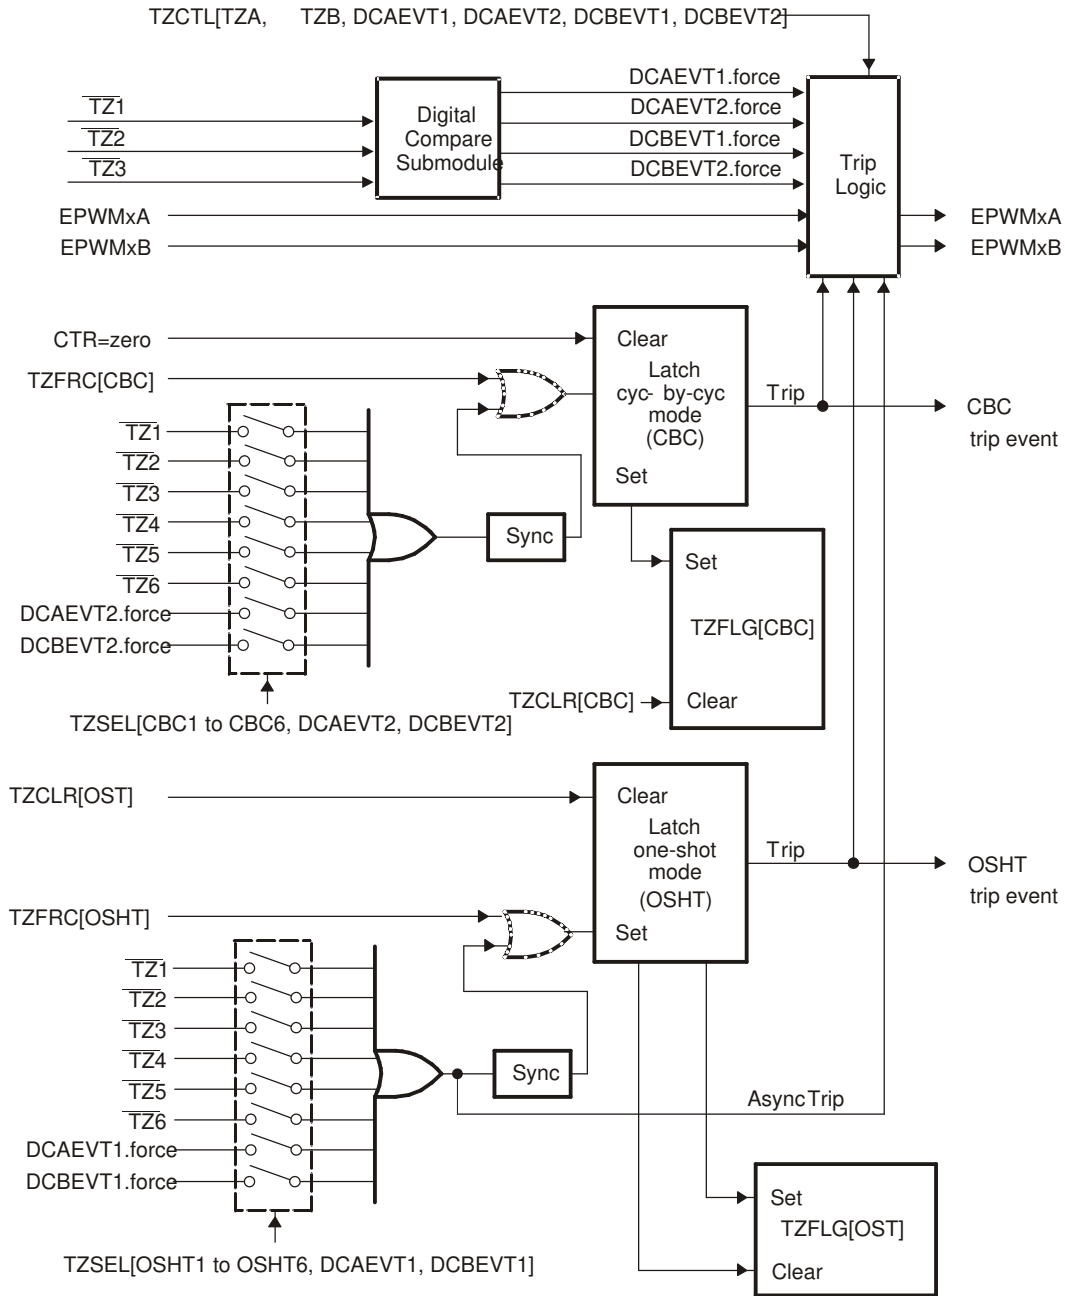 TZCTL[TZA, TZB, DCAEVT1, DCAEVT2, DCBEVT1, DCBEVT2]
TZ1
TZ2
TZ3
Digital
Compare
Submodule
DCAEVT1.force
DCAEVT2.force
DCBEVT1.force
DCBEVT2.force
Trip
Logic
EPWMxA
EPWMxB
EPWMxA
EPWMxB
CTR=zero
TZFRC[CBC]
Clear
Latch
cyc- by-cyc
mode
(CBC)
Set
Trip
CBC
trip event
TZ1
TZ2
TZ3
TZ4
TZ5
TZ6
DCAEVT2.force
DCBEVT2.force
Sync
Set
TZFLG[CBC]
Clear
TZCLR[CBC]
TZSEL[CBC1 to CBC6, DCAEVT2, DCBEVT2]
TZCLR[OST]
Clear
Latch
one-shot
mode
(OSHT)
Set
Trip
OSHT
trip event
TZFRC[OSHT]
TZ1
TZ2
TZ3
TZ4
TZ5
TZ6
DCAEVT1.force
DCBEVT1.force
Sync
AsyncTrip
Set
TZFLG[OST]
Clear
TZSEL[OSHT1 to OSHT6, DCAEVT1, DCBEVT1]